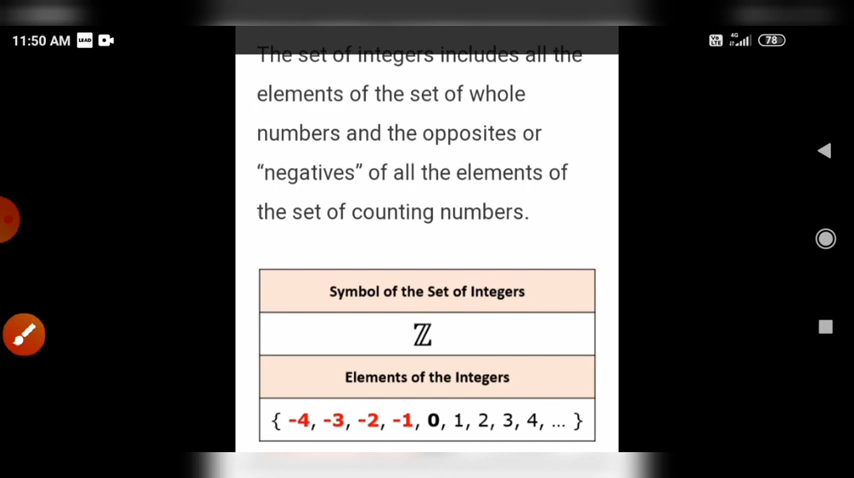 11:50 AM LEAD
4G 78
The set of integers includes all the
elements of the set of whole
numbers and the opposites or
“negatives” of all the elements of
the set of counting numbers.
Symbol of the Set of Integers
ℤ
Elements of the Integers
{ -4, -3, -2, -1, 0, 1, 2, 3, 4, ... }